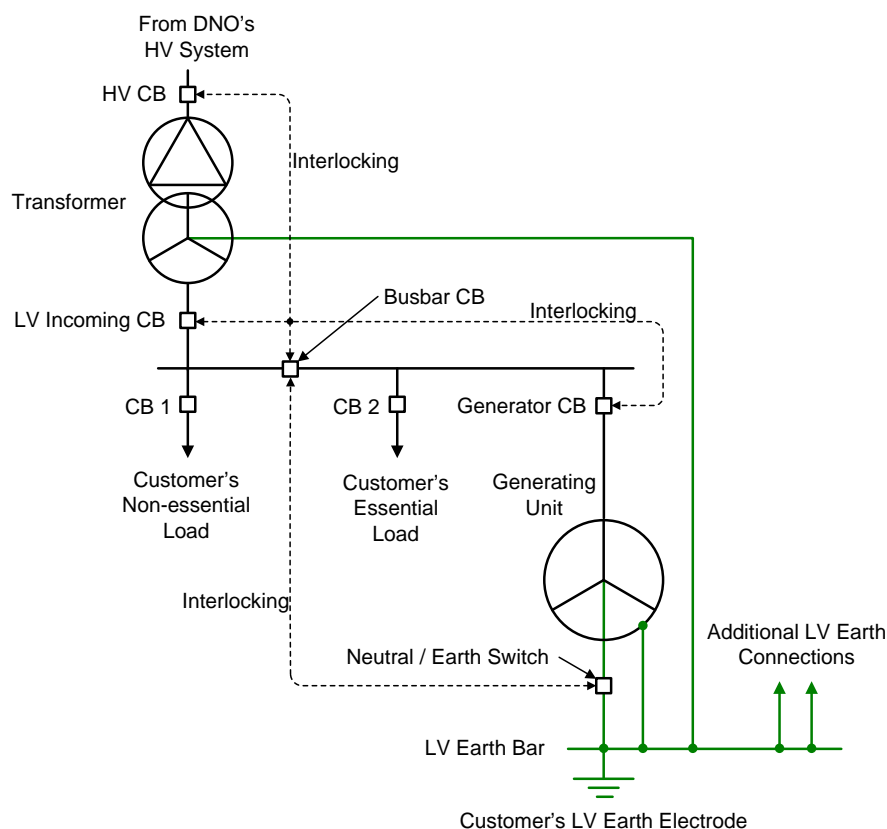 From DNO's
HV System
HV CB
Interlocking
Transformer
Busbar CB
LV Incoming CB
Interlocking
CB 1
CB 2
Generator CB
Customer's
Non-essential
Load
Customer's
Essential
Load
Generating
Unit
Interlocking
Neutral / Earth Switch
Additional LV Earth
Connections
LV Earth Bar
Customer's LV Earth Electrode